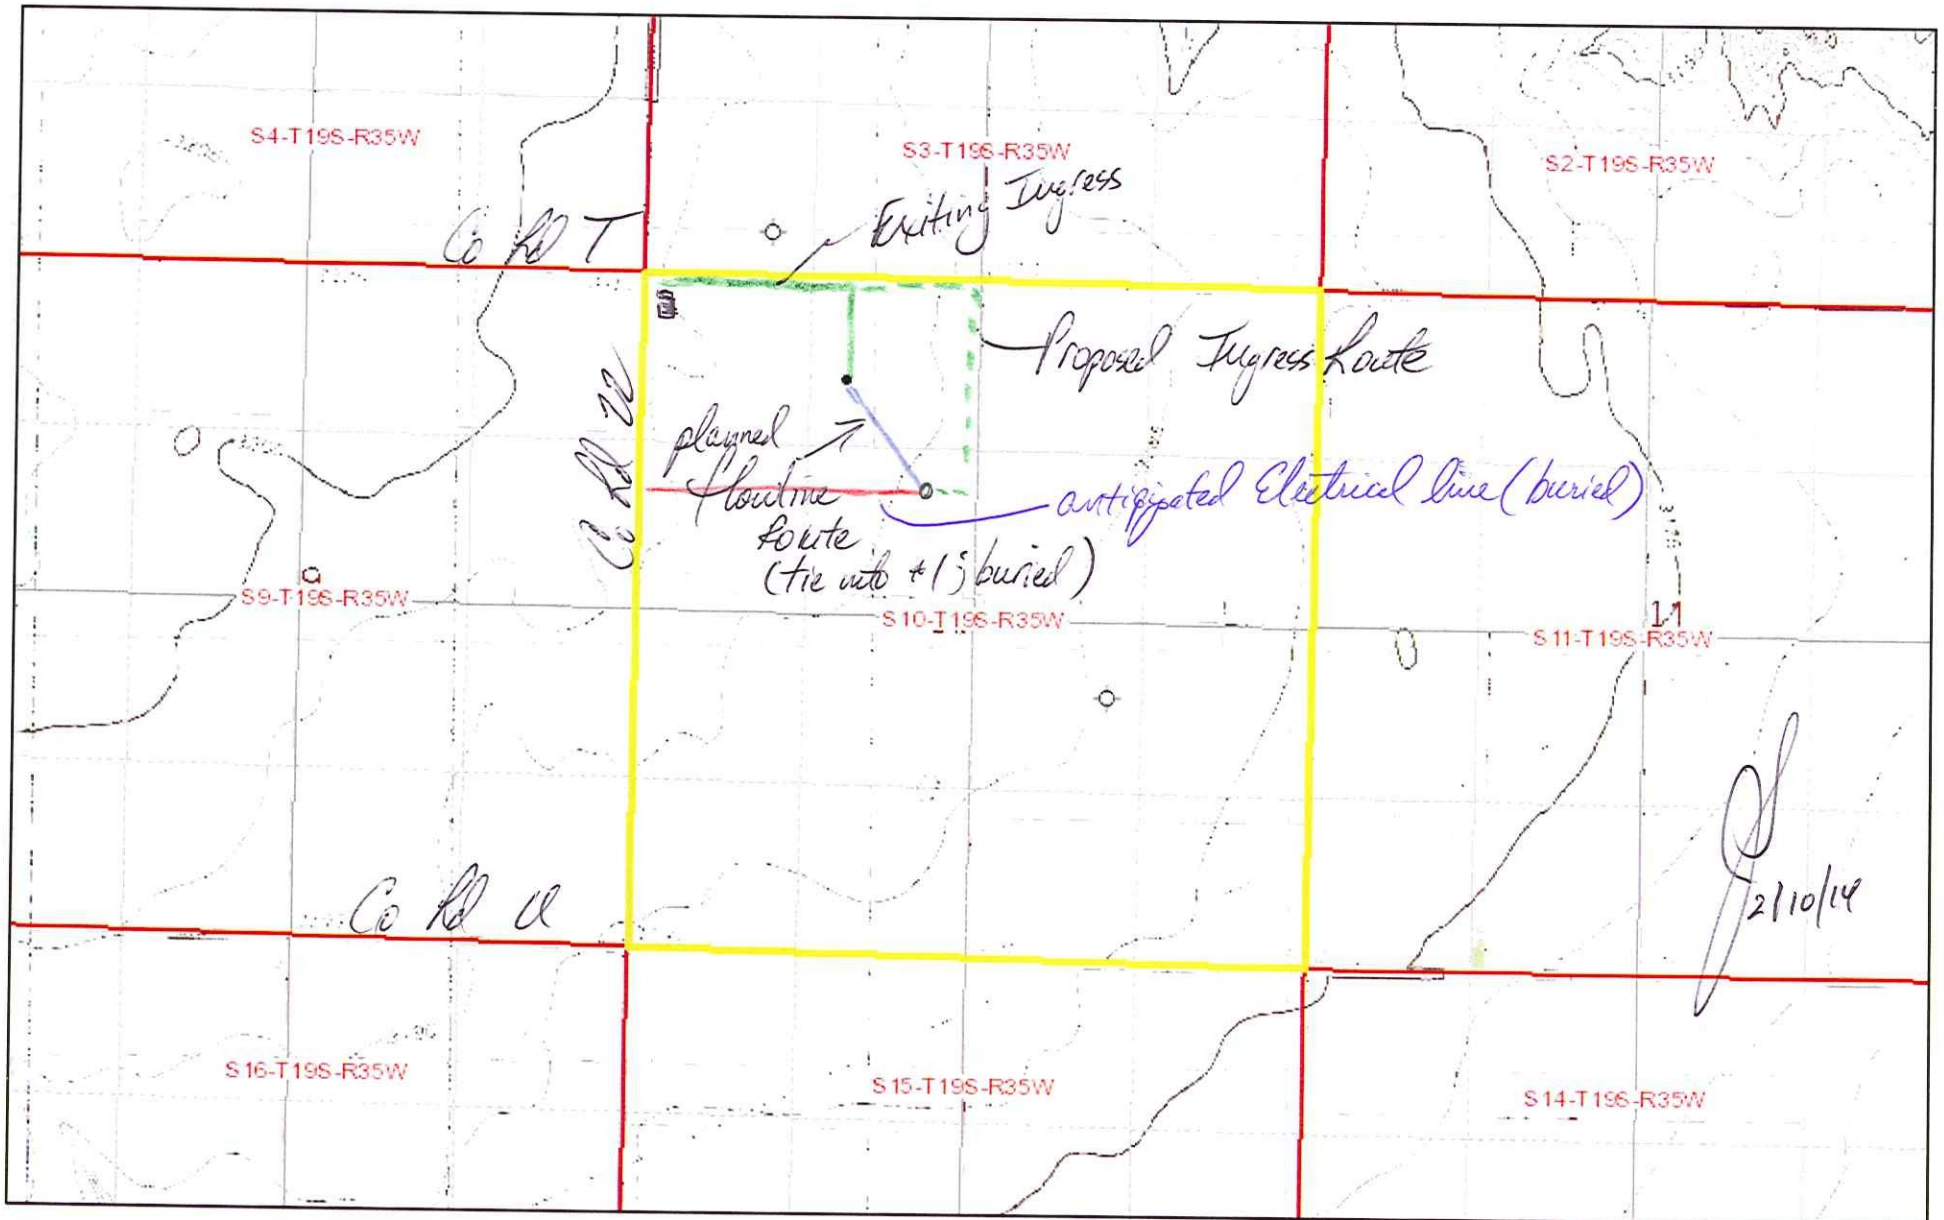 S4-T19S-R35W
S3-T19S-R35W
S2-T19S-R35W
Exiting Ingress
Co Rd T
Proposed Ingress Route
Co Rd 22
planned
flowline
Route
(tie into #1; buried)
anticipated Electrical line (buried)
S9-T19S-R35W
S10-T19S-R35W
11
S11-T19S-R35W
Co Rd U
2/10/14
S16-T19S-R35W
S15-T19S-R35W
S14-T19S-R35W